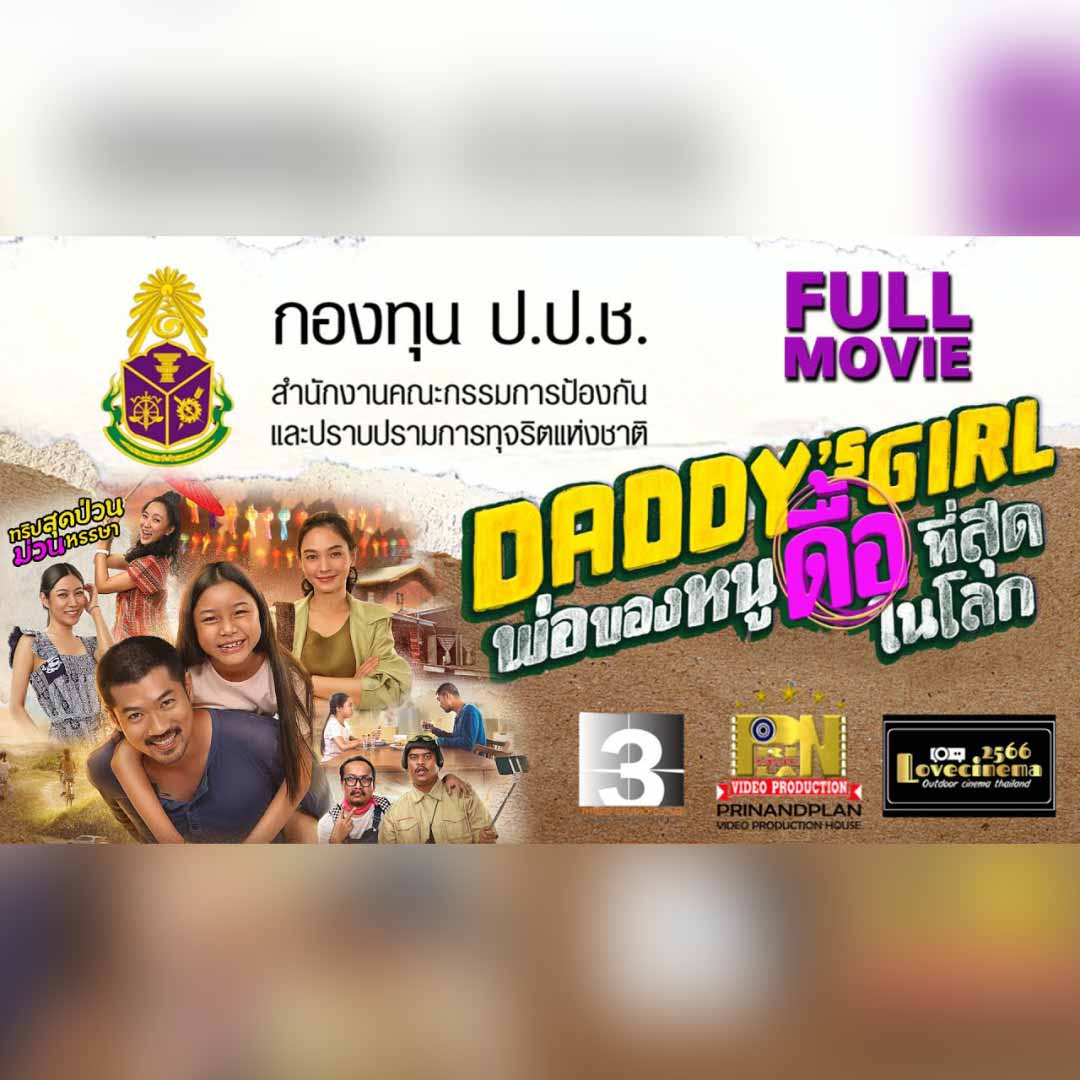 กองทุน ป.ป.ช.
สำนักงานคณะกรรมการป้องกัน
และปราบปรามการทุจริตแห่งชาติ
FULL
MOVIE
ทริปสุดป่วน
ม่วนหรรษา
DADDY'S GIRL
พ่อของหนูดื้อที่สุด
ในโลก
3
PRN
VIDEO PRODUCTION
PRINANDPLAN
VIDEO PRODUCTION HOUSE
2566
Lovecinema
Outdoor cinema thailand